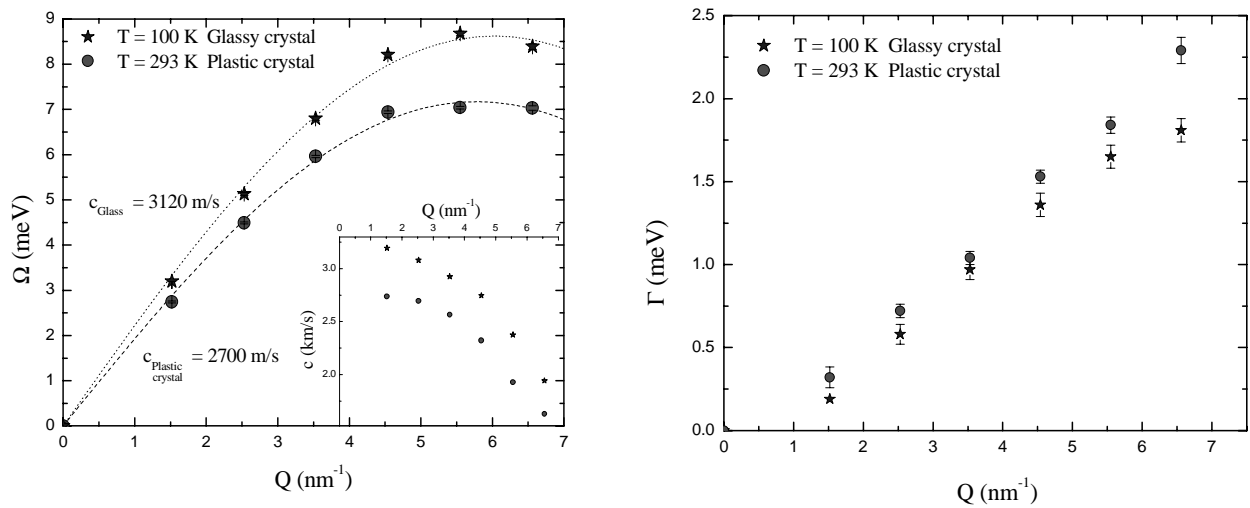 T = 100 K Glassy crystal
T = 293 K Plastic crystal
9
8
7
6
5
4
3
2
1
0
Ω (meV)
c_Glass = 3120 m/s
c_Plastic crystal = 2700 m/s
Q (nm⁻¹)
0 1 2 3 4 5 6 7
3.0
2.5
2.0
c (km/s)
0 1 2 3 4 5 6 7
Q (nm⁻¹)
T = 100 K Glassy crystal
T = 293 K Plastic crystal
2.5
2.0
1.5
1.0
0.5
0.0
Γ (meV)
0 1 2 3 4 5 6 7
Q (nm⁻¹)